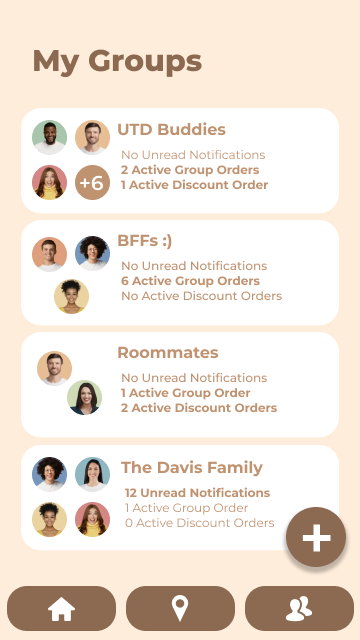 My Groups
UTD Buddies
No Unread Notifications
2 Active Group Orders
1 Active Discount Order
+6
BFFs :)
No Unread Notifications
6 Active Group Orders
No Active Discount Orders
Roommates
No Unread Notifications
1 Active Group Order
2 Active Discount Orders
The Davis Family
12 Unread Notifications
1 Active Group Order
0 Active Discount Orders
+